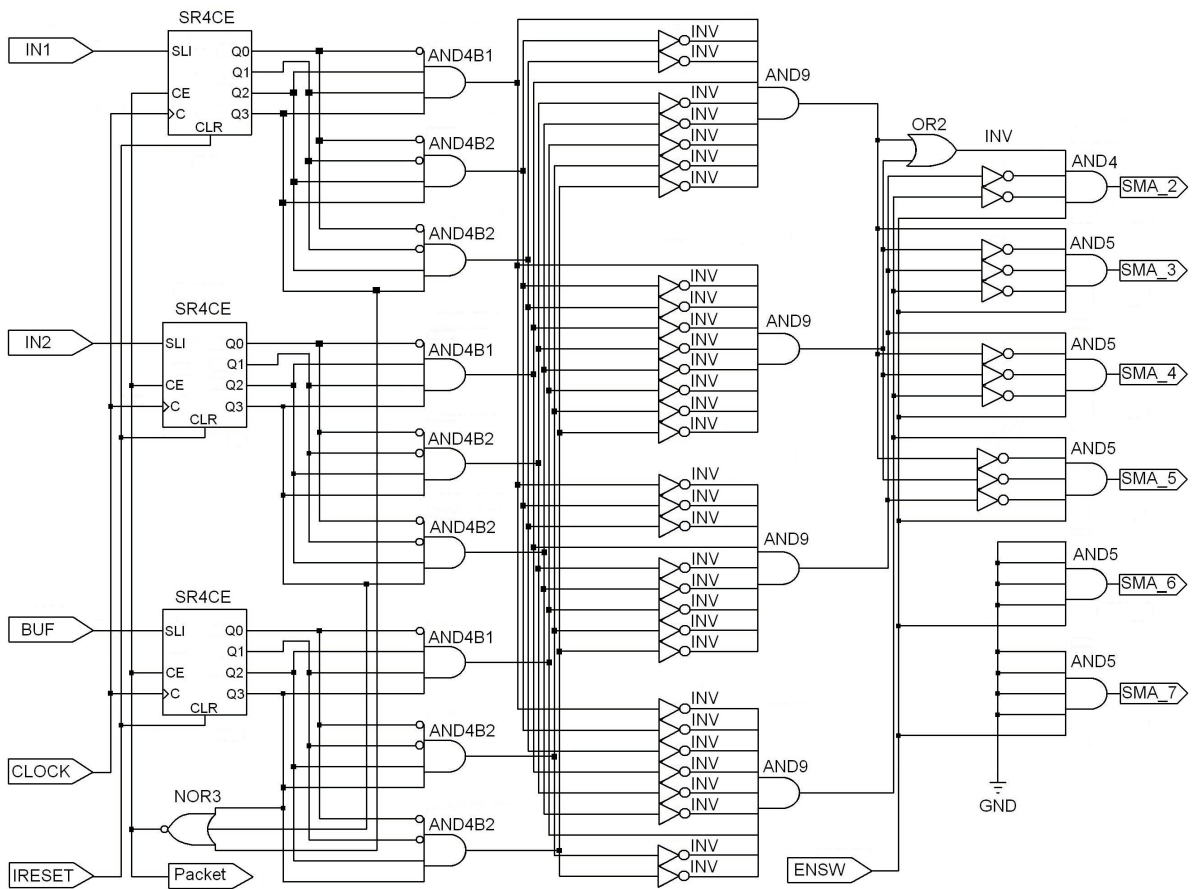 SR4CE
IN1
SLI
Q0
Q1
CE
Q2
C
Q3
CLR
AND4B1
AND4B2
AND4B2
INV
INV
INV
INV
INV
INV
INV
AND9
OR2
INV
AND4
SMA_2
AND5
SMA_3
SR4CE
IN2
SLI
Q0
Q1
CE
Q2
C
Q3
CLR
AND4B1
AND4B2
AND4B2
INV
INV
INV
INV
INV
INV
INV
INV
AND9
AND5
SMA_4
AND5
SMA_5
INV
INV
INV
INV
INV
INV
INV
INV
AND9
AND5
SMA_6
AND5
SMA_7
GND
SR4CE
BUF
SLI
Q0
Q1
CE
Q2
C
Q3
CLR
AND4B1
AND4B2
AND4B2
INV
INV
INV
INV
INV
INV
INV
INV
AND9
CLOCK
NOR3
IRESET
Packet
ENSW